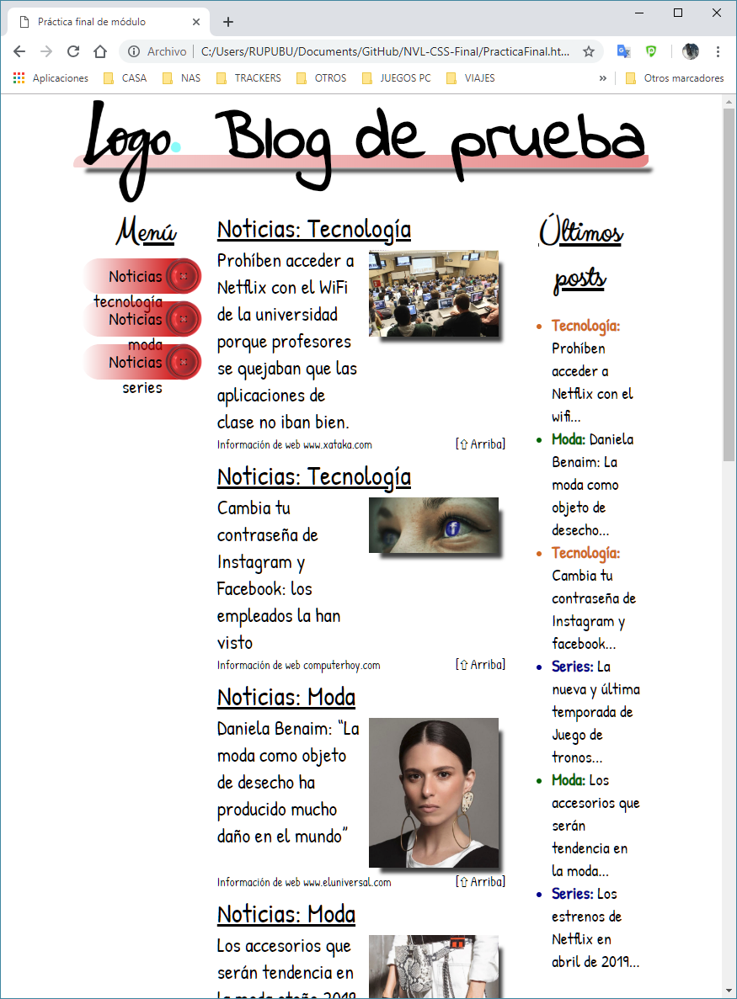 Práctica final de módulo
Archivo
C:/Users/RUPUBU/Documents/GitHub/NVL-CSS-Final/PracticaFinal.ht...
Aplicaciones
CASA
NAS
TRACKERS
OTROS
JUEGOS PC
VIAJES
»
Otros marcadores
Logo. Blog de prueba
Menú
Noticias
tecnología
Noticias
moda
Noticias
series
Noticias: Tecnología
Prohíben acceder a
Netflix con el WiFi
de la universidad
porque profesores
se quejaban que las
aplicaciones de
clase no iban bien.
Información de web www.xataka.com
[⇧ Arriba]
Noticias: Tecnología
Cambia tu
contraseña de
Instagram y
Facebook: los
empleados la han
visto
Información de web computerhoy.com
[⇧ Arriba]
Noticias: Moda
Daniela Benaim: “La
moda como objeto
de desecho ha
producido mucho
daño en el mundo”
Información de web www.eluniversal.com
[⇧ Arriba]
Noticias: Moda
Los accesorios que
serán tendencia en
la moda otoño 2019
Últimos
posts
• Tecnología:
Prohíben
acceder a
Netflix con el
wifi...
• Moda: Daniela
Benaim: La
moda como
objeto de
desecho...
• Tecnología:
Cambia tu
contraseña de
Instagram y
facebook...
• Series: La
nueva y última
temporada de
Juego de
tronos...
• Moda: Los
accesorios que
serán
tendencia en
la moda...
• Series: Los
estrenos de
Netflix en
abril de 2019...